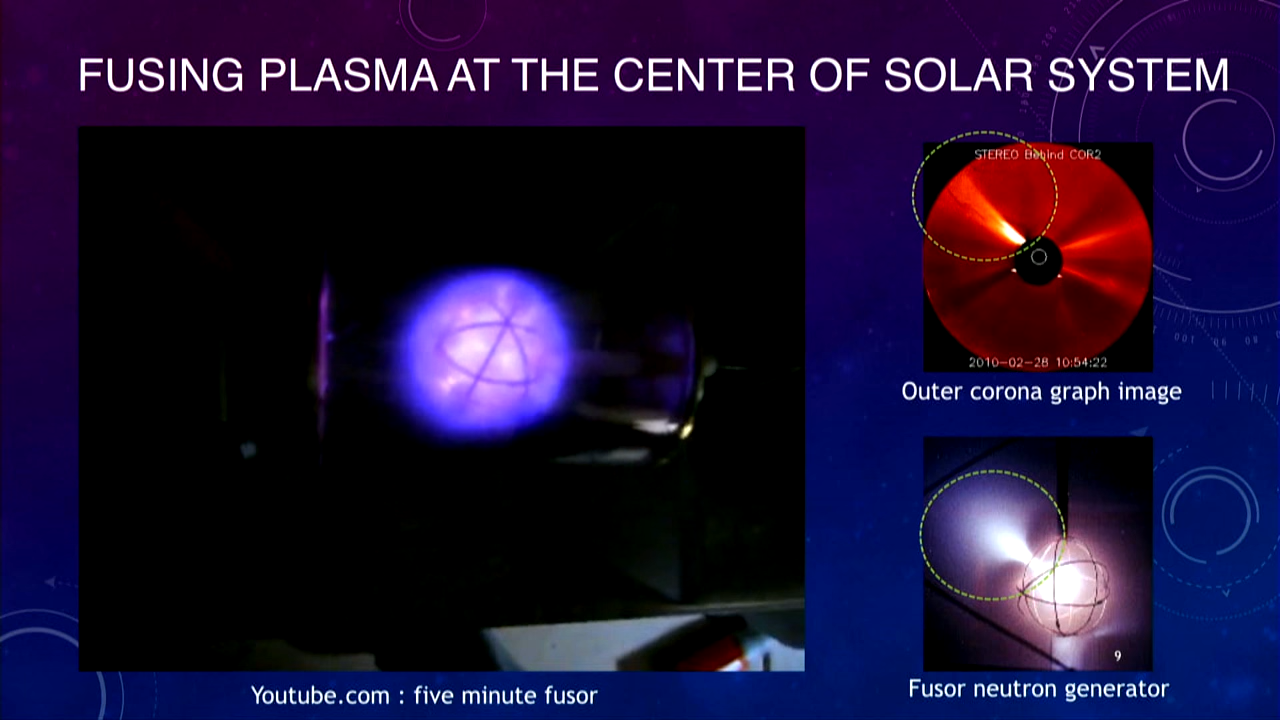 FUSING PLASMA AT THE CENTER OF SOLAR SYSTEM
STEREO Behind COR2
2010-02-28 10:54:22
Outer corona graph image
9
Youtube.com : five minute fusor
Fusor neutron generator